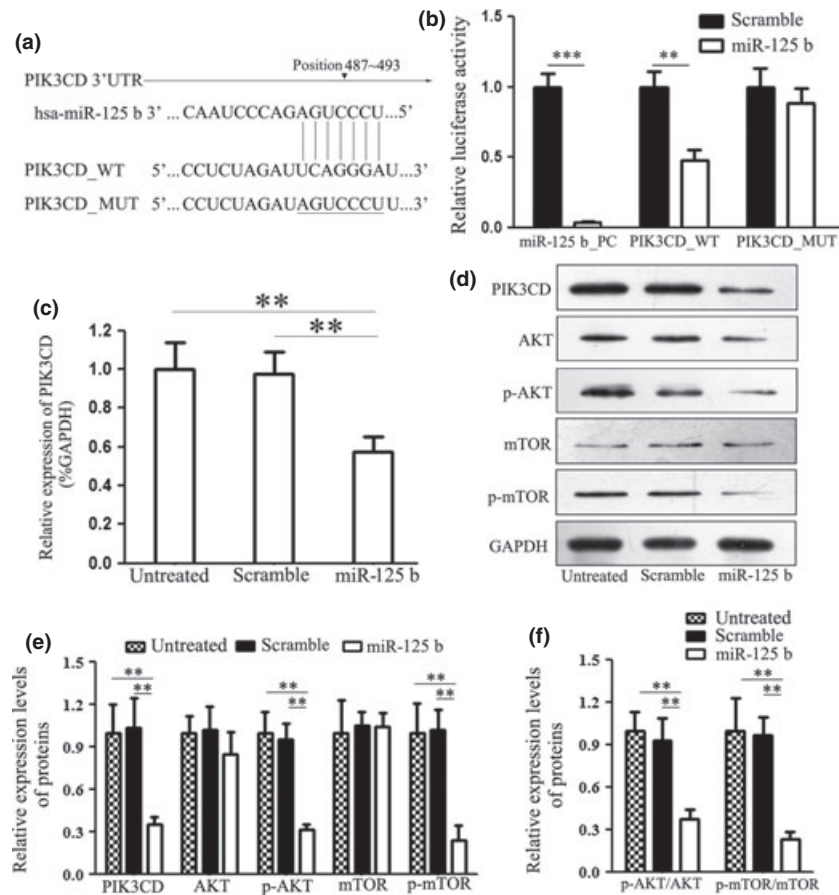 (a)
Position 487~493
PIK3CD 3'UTR
hsa-miR-125 b 3' ... CAAUCCCAGAGUCCCU...5'
PIK3CD_WT 5'...CCUCUAGAUUCAGGGAU...3'
PIK3CD_MUT 5'...CCUCUAGAUAGUCCCUU...3'
(b)
Scramble
miR-125 b
Relative luciferase activity
1.5
1.0
0.5
0.0
***
**
miR-125 b_PC PIK3CD_WT PIK3CD_MUT
(c)
Relative expression of PIK3CD
(%GAPDH)
1.2
1.0
0.8
0.6
0.4
0.2
0.0
**
**
Untreated Scramble miR-125 b
(d)
PIK3CD
AKT
p-AKT
mTOR
p-mTOR
GAPDH
Untreated Scramble miR-125 b
(e)
Untreated Scramble miR-125 b
Relative expression levels
of proteins
1.5
1.2
0.9
0.6
0.3
0.0
**
**
**
**
**
**
PIK3CD AKT p-AKT mTOR p-mTOR
(f)
Untreated
Scramble
miR-125 b
Relative expression levels
of proteins
1.5
1.2
0.9
0.6
0.3
0.0
**
**
**
**
p-AKT/AKT p-mTOR/mTOR